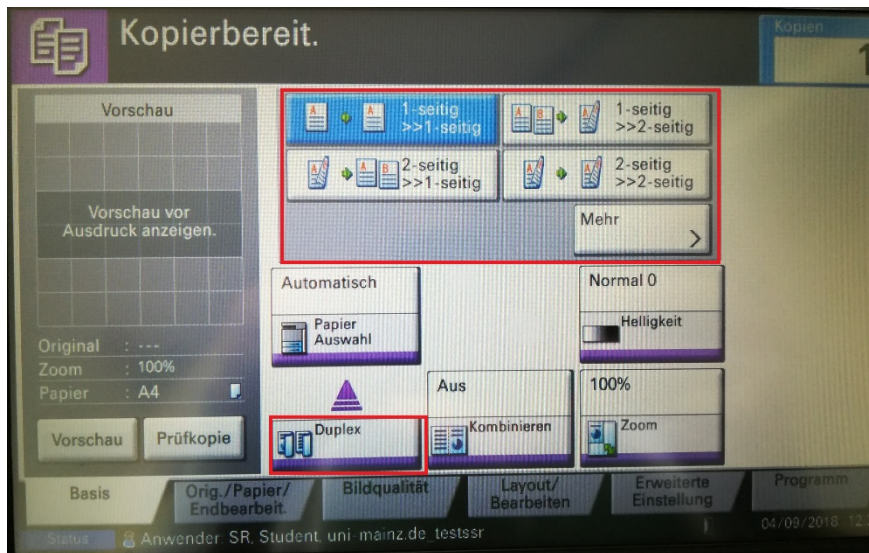 Kopierbereit.
Kopien
1
Vorschau
Vorschau vor
Ausdruck anzeigen.
Original : ---
Zoom : 100%
Papier : A4
Vorschau
Prüfkopie
1-seitig
>>1-seitig
1-seitig
>>2-seitig
2-seitig
>>1-seitig
2-seitig
>>2-seitig
Mehr
>
Automatisch
Papier
Auswahl
Normal 0
Helligkeit
Duplex
Aus
Kombinieren
100%
Zoom
Basis
Orig./Papier/
Endbearbeit.
Bildqualität
Layout/
Bearbeiten
Erweiterte
Einstellung
Programm
Status
Anwender: SR, Student, uni-mainz.de_testssr
04/09/2018